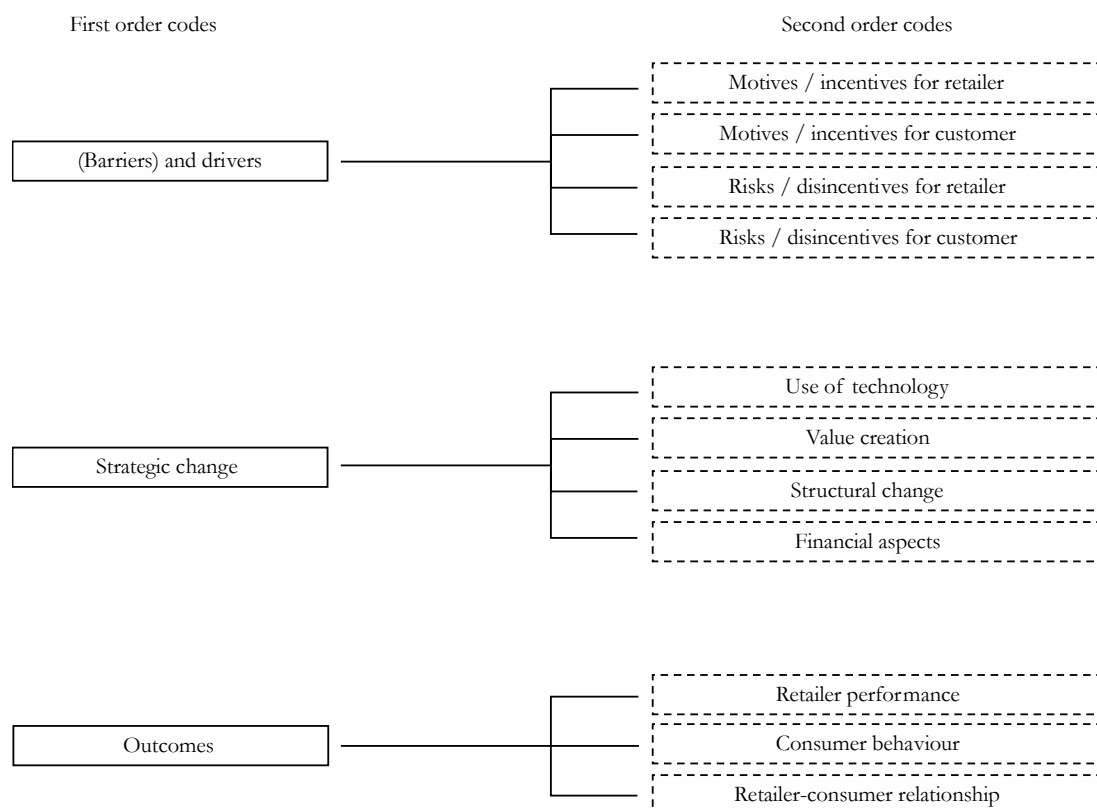 First order codes
Second order codes
(Barriers) and drivers
Motives / incentives for retailer
Motives / incentives for customer
Risks / disincentives for retailer
Risks / disincentives for customer
Strategic change
Use of technology
Value creation
Structural change
Financial aspects
Outcomes
Retailer performance
Consumer behaviour
Retailer-consumer relationship